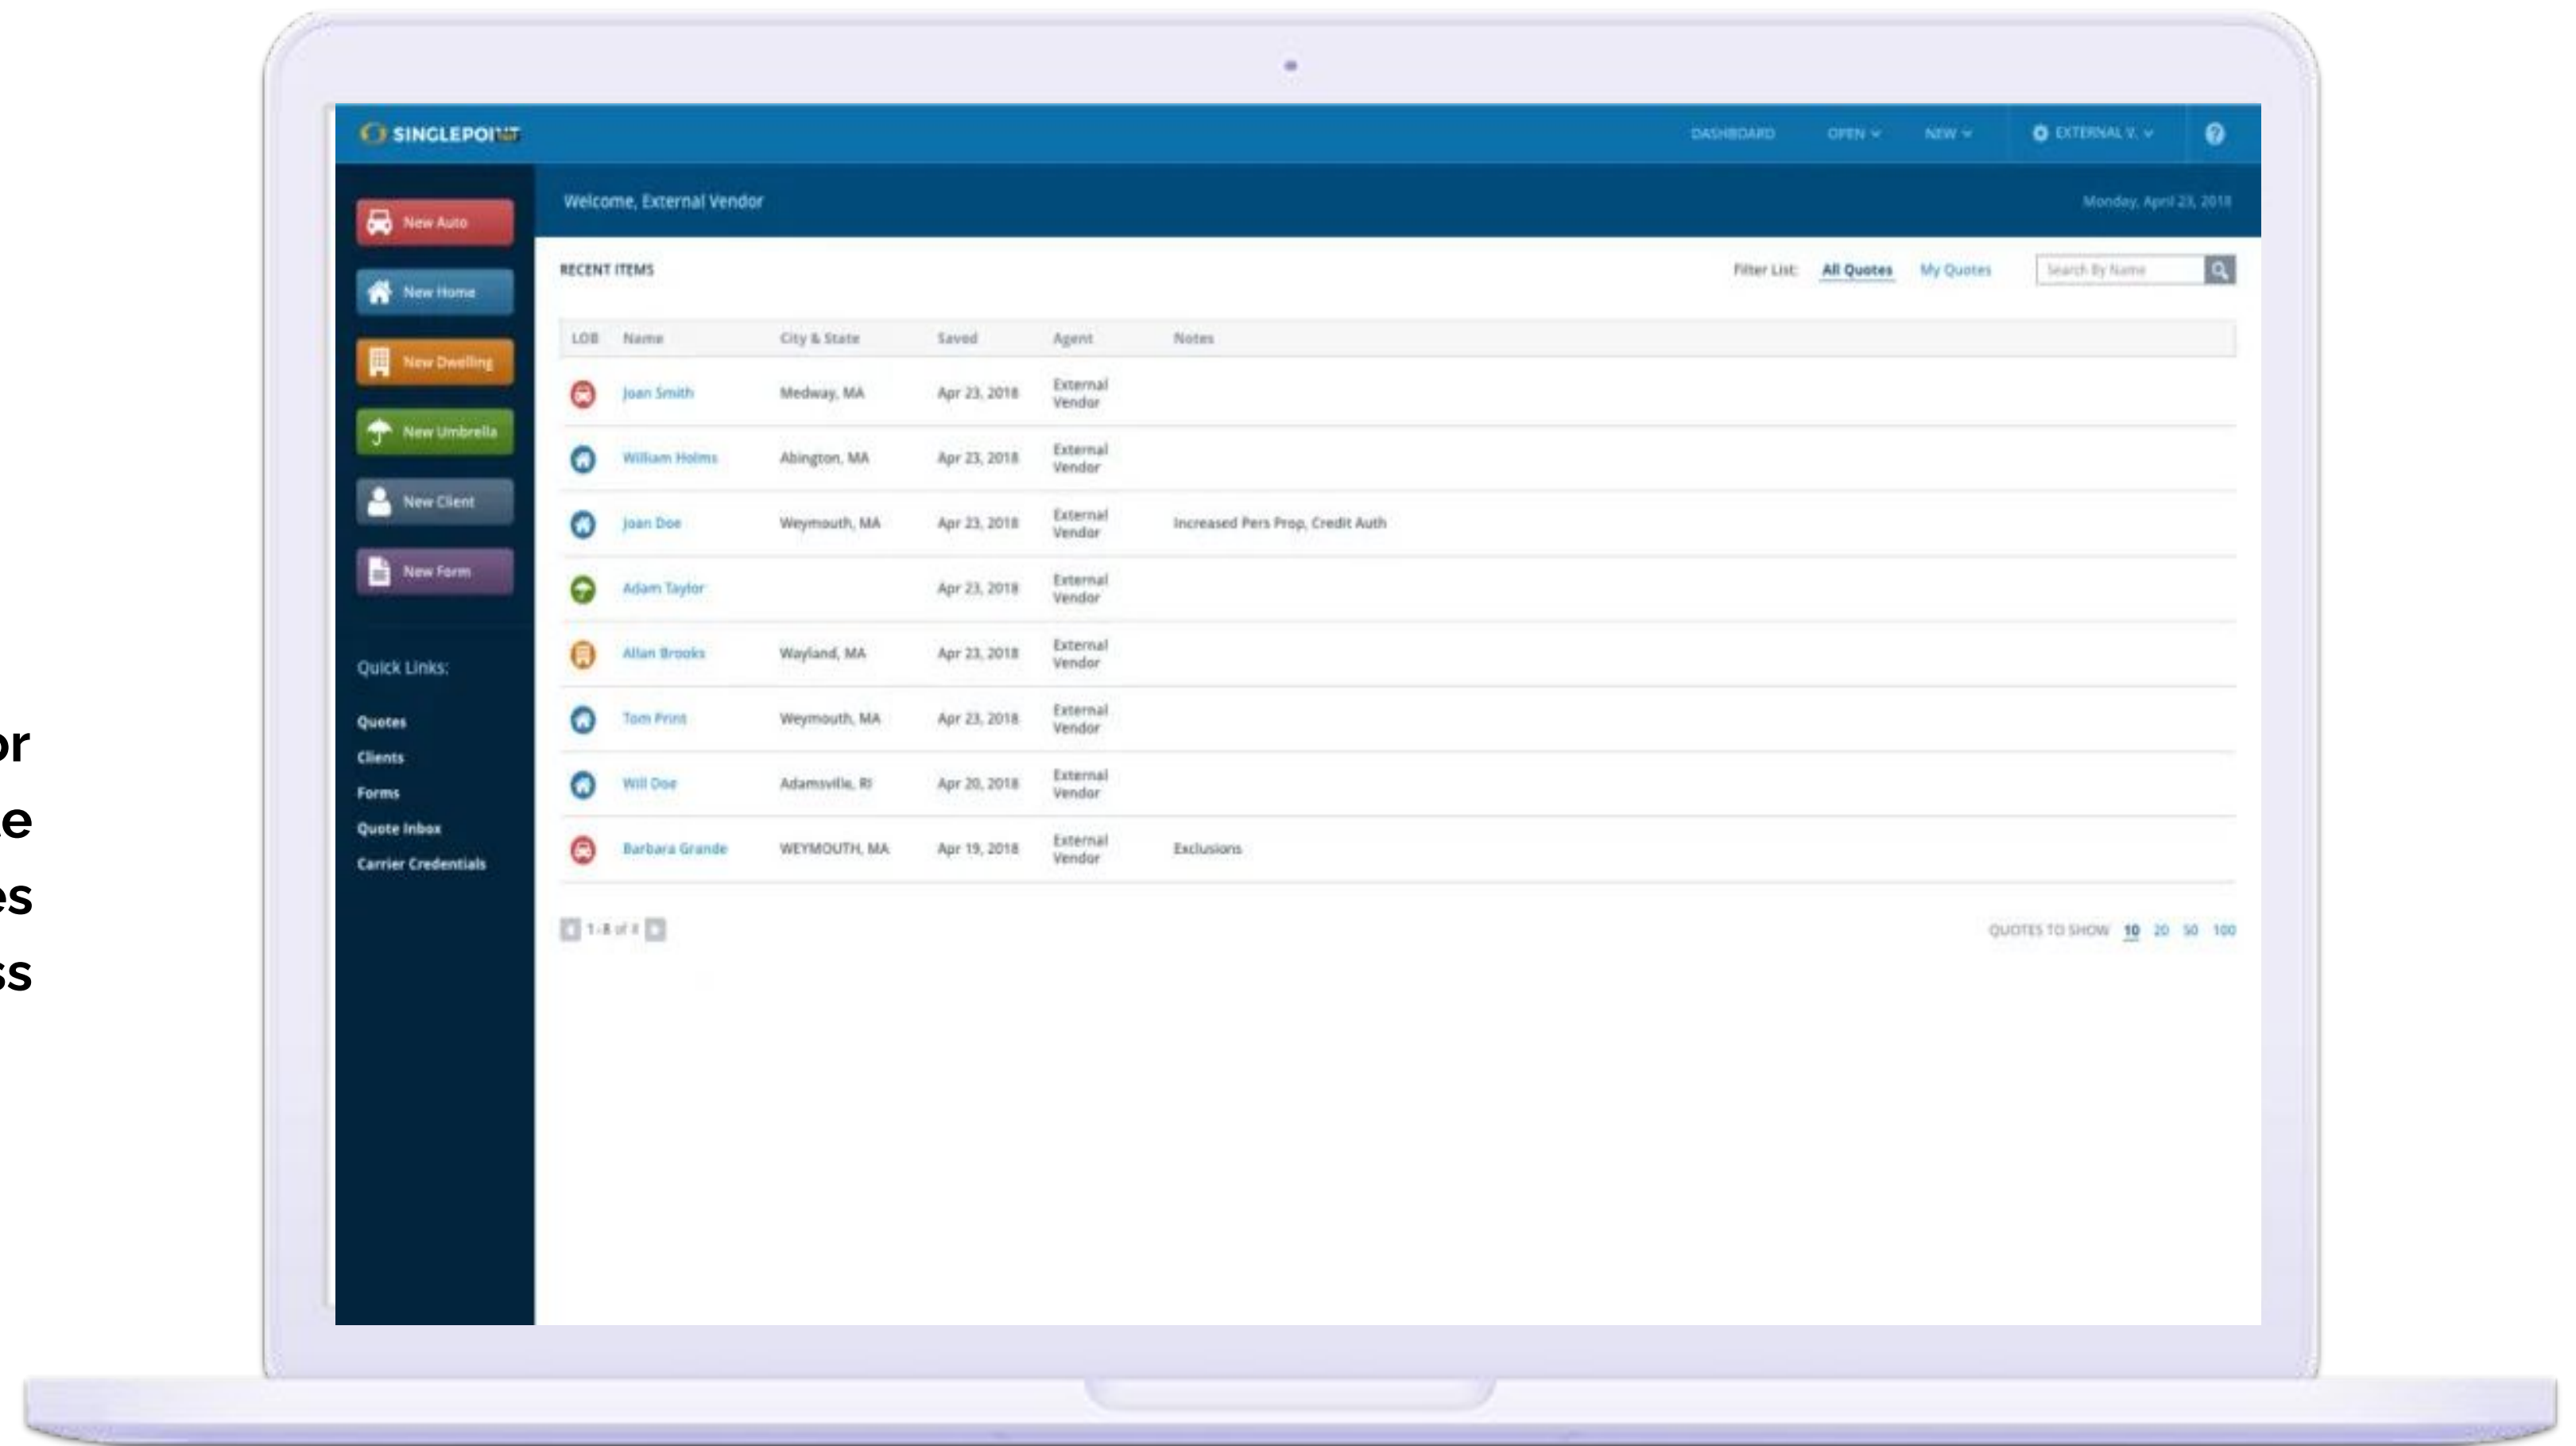 SINGLEPOINT
DASHBOARD OPEN NEW EXTERNAL V.
Welcome, External Vendor Monday, April 23, 2018
New Auto
New Home
New Dwelling
New Umbrella
New Client
New Form
Quick Links:
Quotes
Clients
Forms
Quote Inbox
Carrier Credentials
RECENT ITEMS Filter List: All Quotes My Quotes Search By Name
LOB Name City & State Saved Agent Notes
Joan Smith Medway, MA Apr 23, 2018 External Vendor
William Holms Abington, MA Apr 23, 2018 External Vendor
Joan Doe Weymouth, MA Apr 23, 2018 External Vendor Increased Pers Prop, Credit Auth
Adam Taylor Apr 23, 2018 External Vendor
Allan Brooks Wayland, MA Apr 23, 2018 External Vendor
Tom Print Weymouth, MA Apr 23, 2018 External Vendor
Will Doe Adamsville, RI Apr 20, 2018 External Vendor
Barbara Grande WEYMOUTH, MA Apr 19, 2018 External Vendor Exclusions
1-8 of 8 QUOTES TO SHOW 10 20 50 100